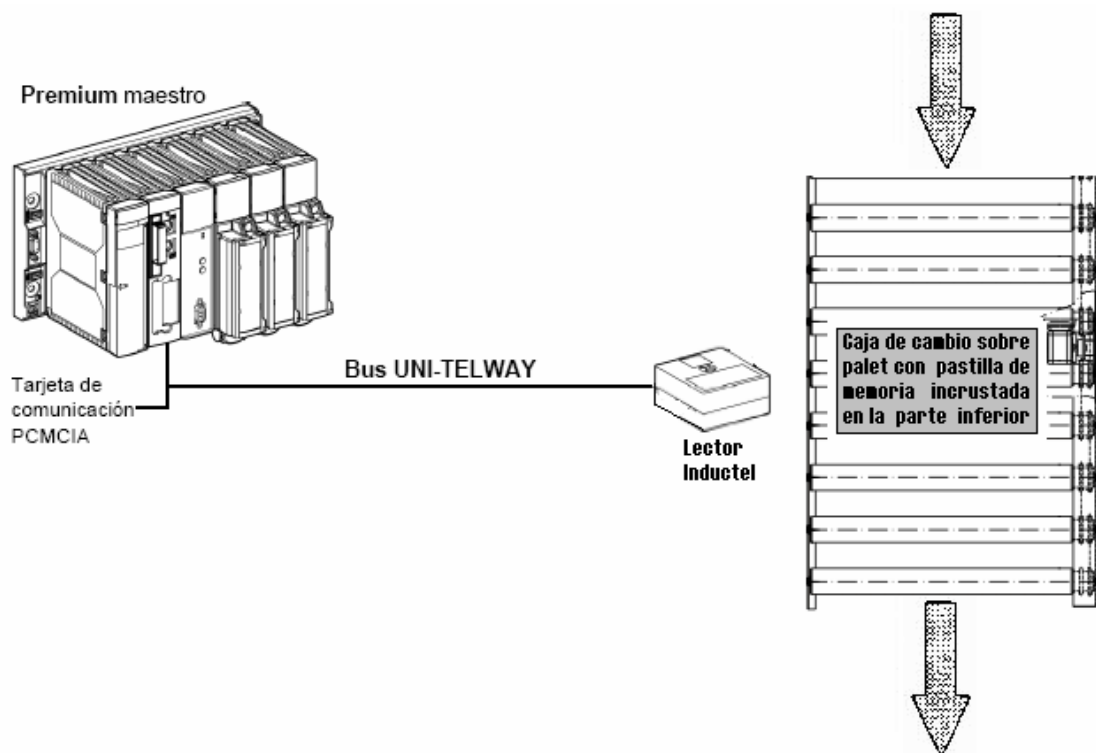 Premium maestro
Tarjeta de
comunicación
PCMCIA
Bus UNI-TELWAY
Lector
Inductel
Caja de cambio sobre
palet con pastilla de
memoria incrustada
en la parte inferior